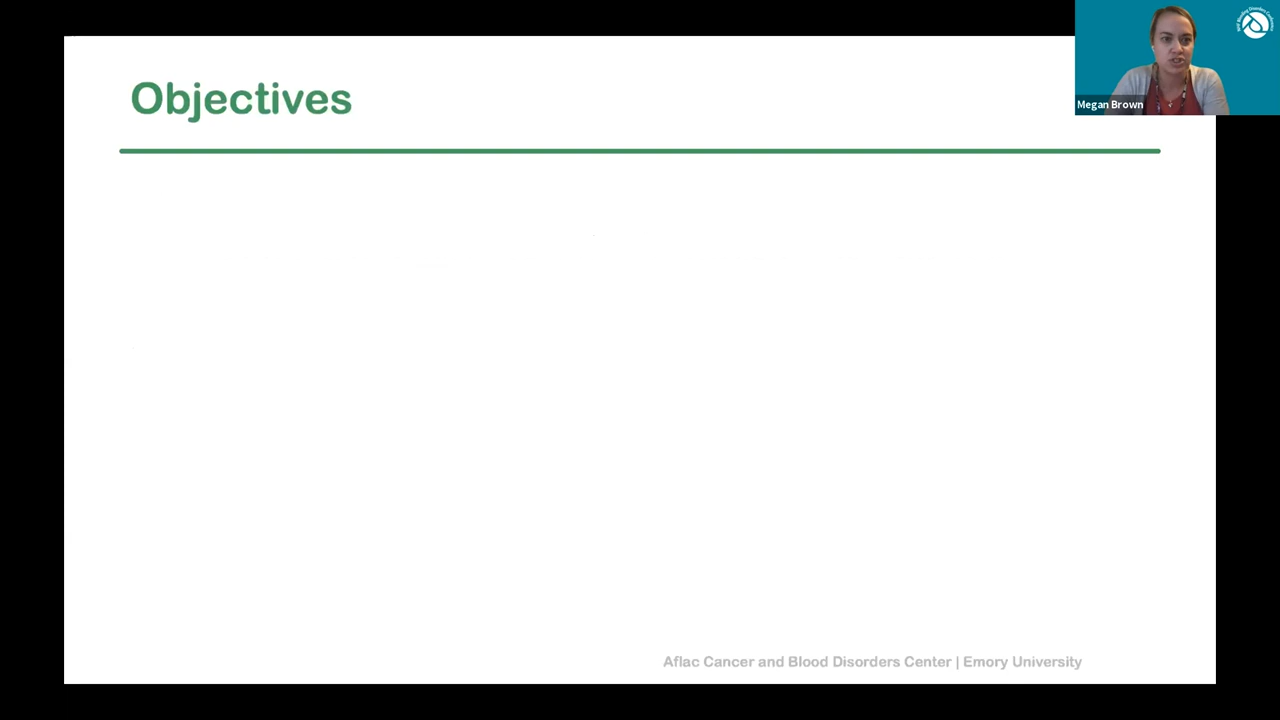 Objectives
Megan Brown
Aflac Cancer and Blood Disorders Center | Emory University